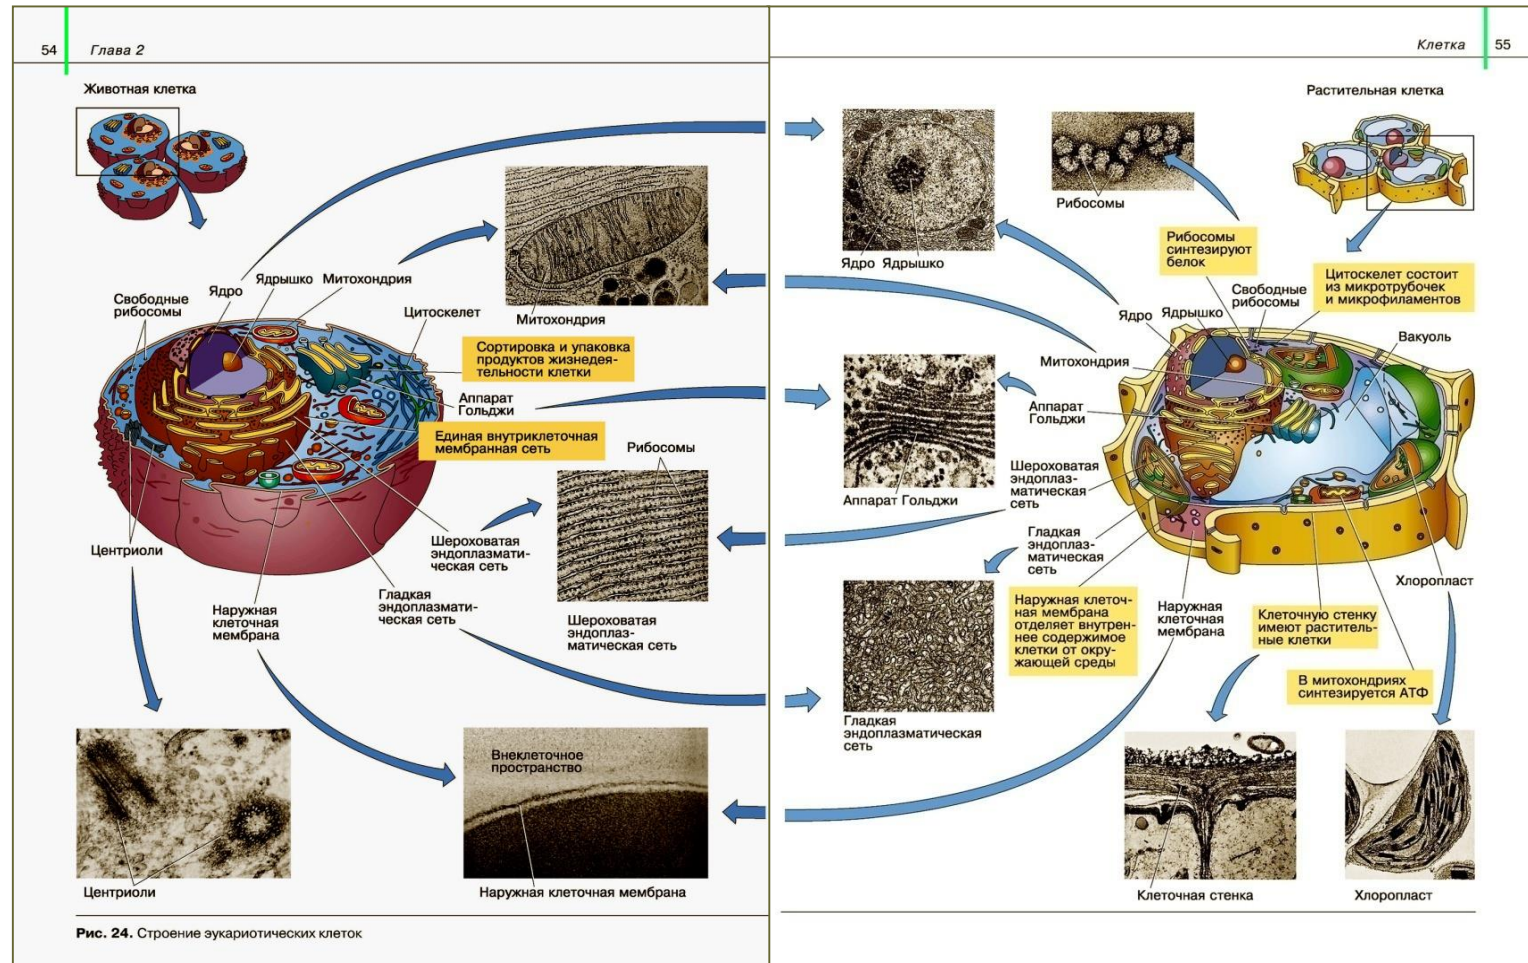 54
Глава 2
Животная клетка
Ядро
Ядрышко
Митохондрия
Свободные
рибосомы
Цитоскелет
Митохондрия
Сортировка и упаковка
продуктов жизнедея-
тельности клетки
Аппарат
Гольджи
Единая внутриклеточная
мембранная сеть
Рибосомы
Центриоли
Шероховатая
эндоплазмати-
ческая сеть
Гладкая
эндоплазмати-
ческая сеть
Наружная
клеточная
мембрана
Шероховатая
эндоплаз-
матическая сеть
Внеклеточное
пространство
Центриоли
Наружная клеточная мембрана
Рис. 24. Строение эукариотических клеток
Клетка
55
Растительная клетка
Рибосомы
Ядро Ядрышко
Рибосомы
синтезируют
белок
Цитоскелет состоит
из микротрубочек
и микрофиламентов
Свободные
рибосомы
Ядро
Ядрышко
Вакуоль
Митохондрия
Аппарат
Гольджи
Аппарат Гольджи
Шероховатая
эндоплаз-
матическая
сеть
Гладкая
эндоплаз-
матическая
сеть
Хлоропласт
Наружная клеточ-
ная мембрана
отделяет внутрен-
нее содержимое
клетки от окру-
жающей среды
Наружная
клеточная
мембрана
Клеточную стенку
имеют раститель-
ные клетки
В митохондриях
синтезируется АТФ
Гладкая
эндоплазматическая
сеть
Клеточная стенка
Хлоропласт